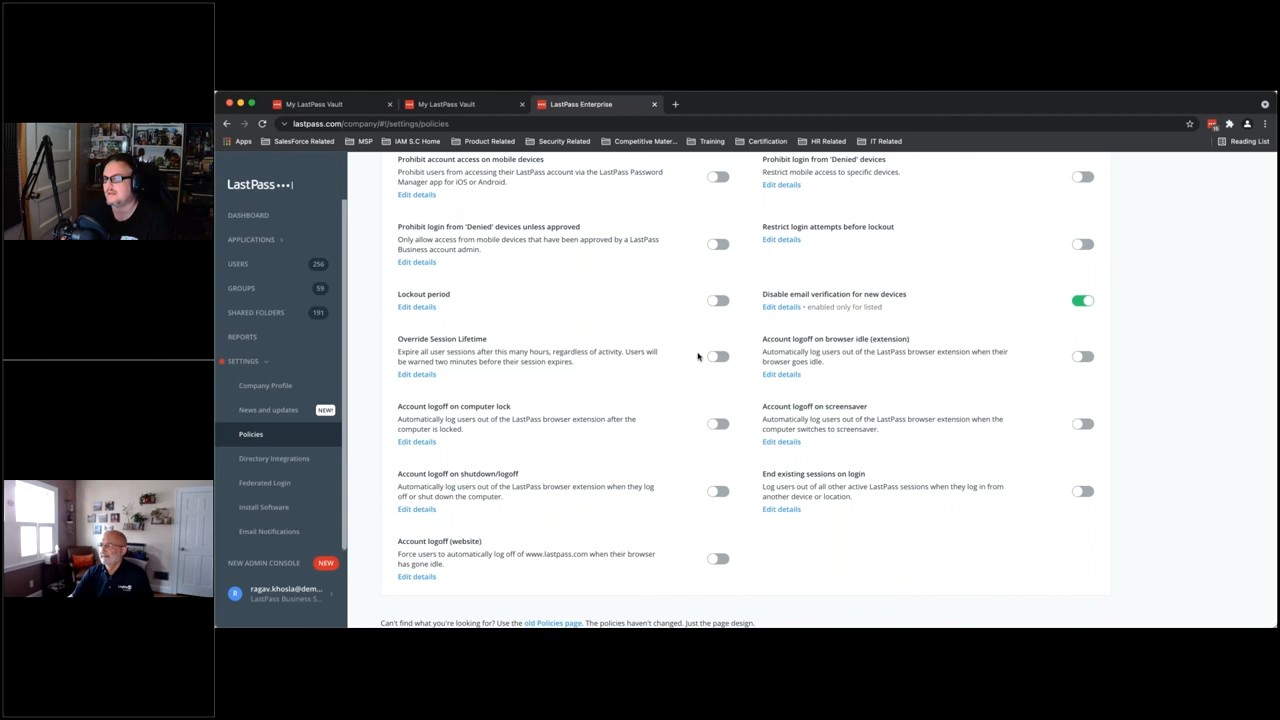 My LastPass Vault
My LastPass Vault
LastPass Enterprise
lastpass.com/company/#!/settings/policies
Apps
SalesForce Related
MSP
IAM S.C Home
Product Related
Security Related
Competitive Mater...
Training
Certification
HR Related
IT Related
Reading List
LastPass
DASHBOARD
APPLICATIONS
USERS 256
GROUPS 59
SHARED FOLDERS 191
REPORTS
SETTINGS
Company Profile
News and updates NEW!
Policies
Directory Integrations
Federated Login
Install Software
Email Notifications
NEW ADMIN CONSOLE NEW
R
ragav.khosla@dem...
LastPass Business S...
Prohibit account access on mobile devices
Prohibit users from accessing their LastPass account via the LastPass Password
Manager app for iOS or Android.
Edit details
Prohibit login from 'Denied' devices
Restrict mobile access to specific devices.
Edit details
Prohibit login from 'Denied' devices unless approved
Only allow access from mobile devices that have been approved by a LastPass
Business account admin.
Edit details
Restrict login attempts before lockout
Edit details
Lockout period
Edit details
Disable email verification for new devices
Edit details • enabled only for listed
Override Session Lifetime
Expire all user sessions after this many hours, regardless of activity. Users will
be warned two minutes before their session expires.
Edit details
Account logoff on browser idle (extension)
Automatically log users out of the LastPass browser extension when their
browser goes idle.
Edit details
Account logoff on computer lock
Automatically log users out of the LastPass browser extension after the
computer is locked.
Edit details
Account logoff on screensaver
Automatically log users out of the LastPass browser extension when the
computer switches to screensaver.
Edit details
Account logoff on shutdown/logoff
Automatically log users out of the LastPass browser extension when they log
off or shut down the computer.
Edit details
End existing sessions on login
Log users out of all other active LastPass sessions when they log in from
another device or location.
Edit details
Account logoff (website)
Force users to automatically log off of www.lastpass.com when their browser
has gone idle.
Edit details
Can't find what you're looking for? Use the old Policies page. The policies haven't changed. Just the page design.